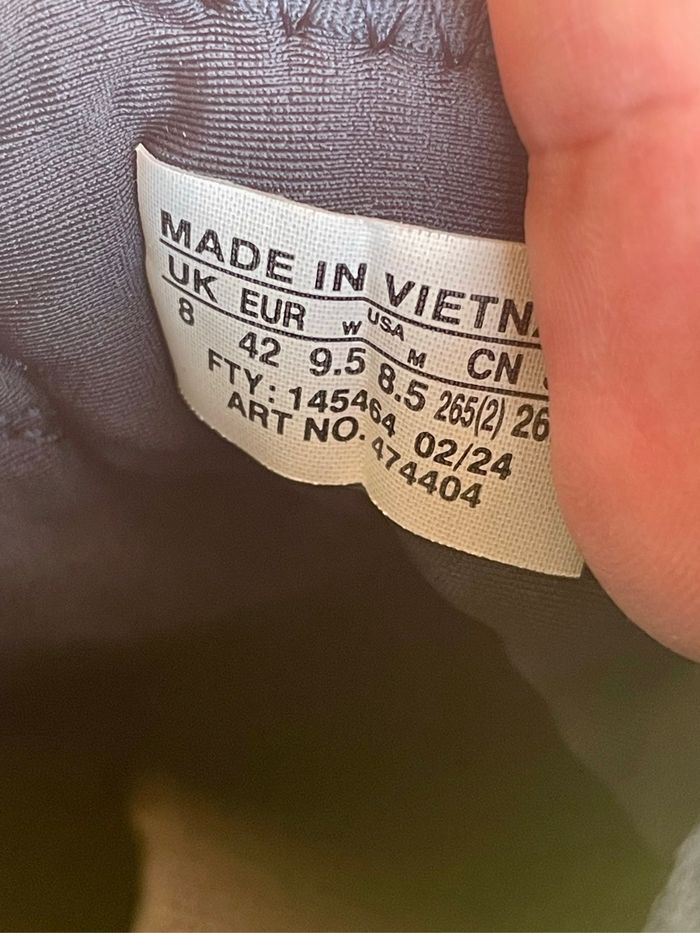 MADE IN VIETN
UK EUR W USA M CN
8 42 9.5 8.5 265(2) 26
FTY: 145464 02/24
ART NO. 474404